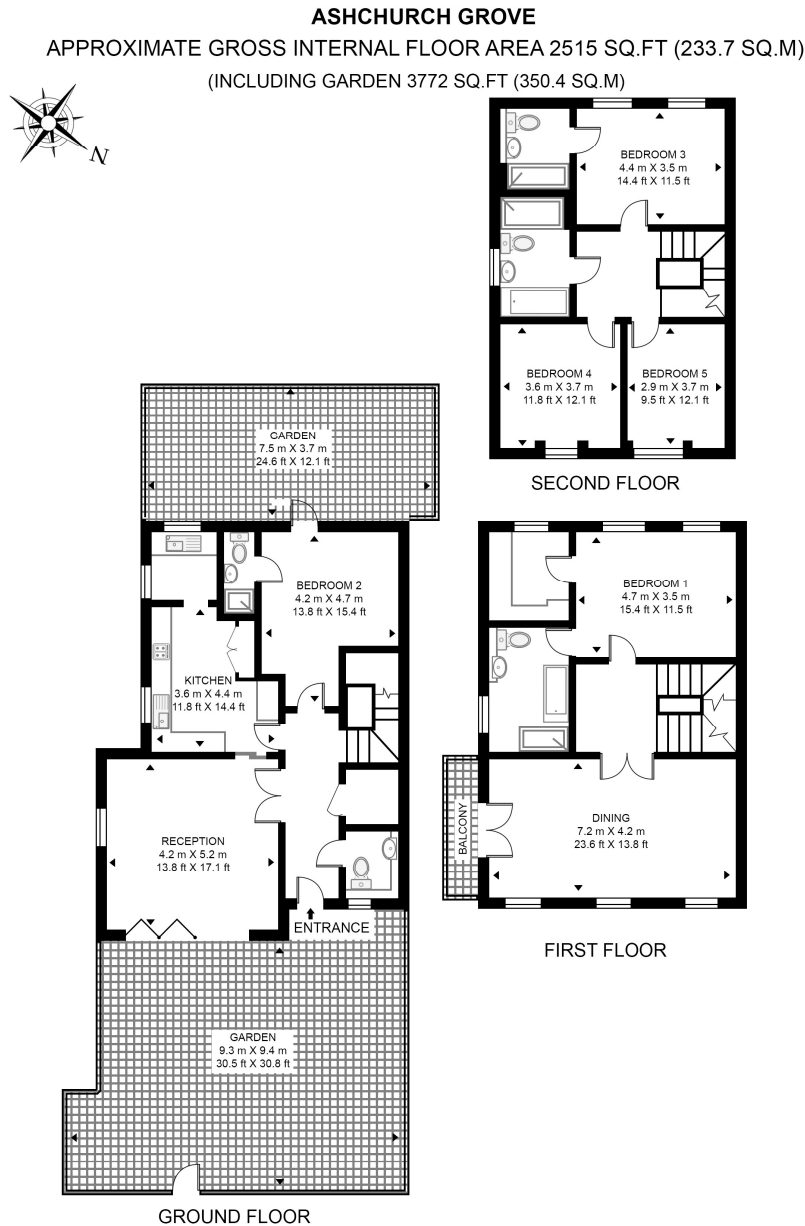 ASHCHURCH GROVE
APPROXIMATE GROSS INTERNAL FLOOR AREA 2515 SQ.FT (233.7 SQ.M)
(INCLUDING GARDEN 3772 SQ.FT (350.4 SQ.M)
N
BEDROOM 3
4.4 m X 3.5 m
14.4 ft X 11.5 ft
BEDROOM 4
3.6 m X 3.7 m
11.8 ft X 12.1 ft
BEDROOM 5
2.9 m X 3.7 m
9.5 ft X 12.1 ft
SECOND FLOOR
GARDEN
7.5 m X 3.7 m
24.6 ft X 12.1 ft
BEDROOM 2
4.2 m X 4.7 m
13.8 ft X 15.4 ft
KITCHEN
3.6 m X 4.4 m
11.8 ft X 14.4 ft
RECEPTION
4.2 m X 5.2 m
13.8 ft X 17.1 ft
ENTRANCE
GARDEN
9.3 m X 9.4 m
30.5 ft X 30.8 ft
GROUND FLOOR
BEDROOM 1
4.7 m X 3.5 m
15.4 ft X 11.5 ft
BALCONY
DINING
7.2 m X 4.2 m
23.6 ft X 13.8 ft
FIRST FLOOR